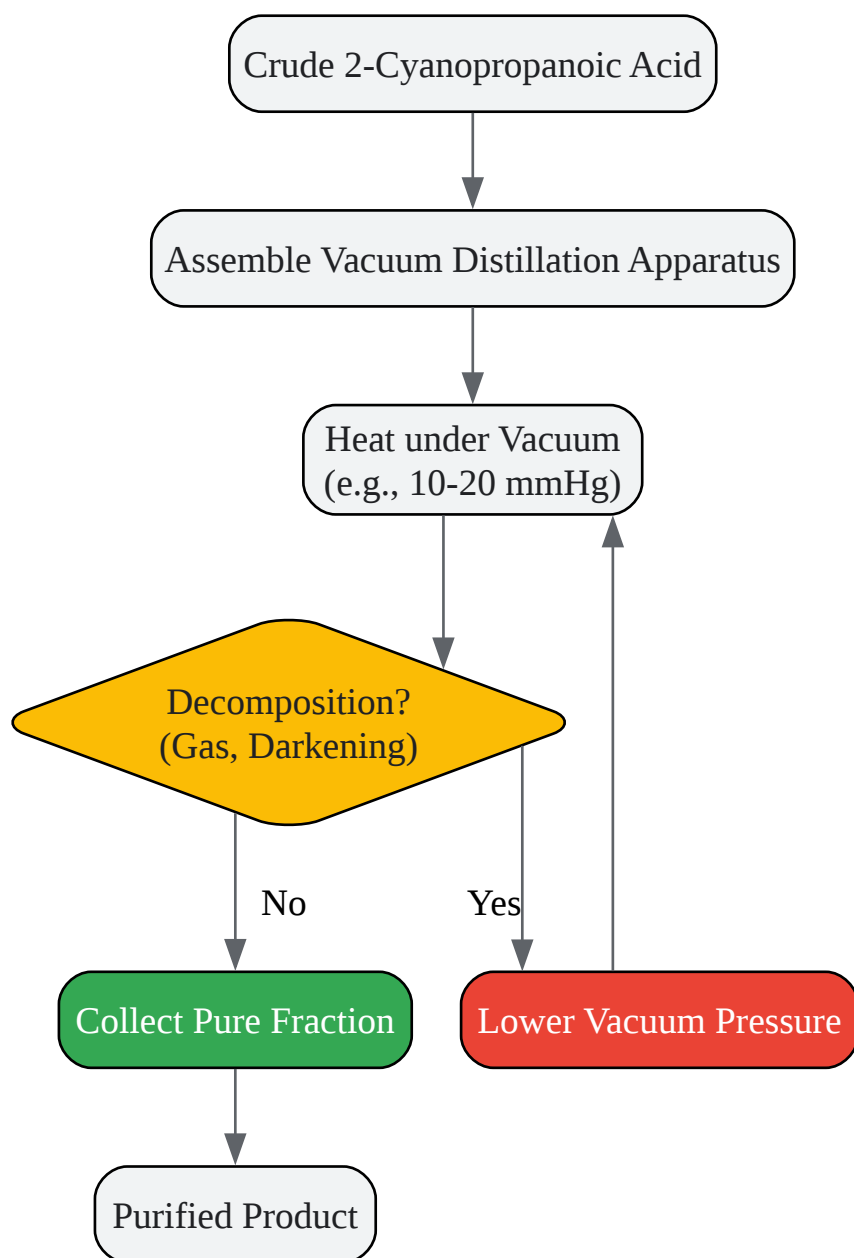 Crude 2-Cyanopropanoic Acid
Assemble Vacuum Distillation Apparatus
Heat under Vacuum
(e.g., 10-20 mmHg)
Decomposition?
(Gas, Darkening)
No
Yes
Collect Pure Fraction
Lower Vacuum Pressure
Purified Product